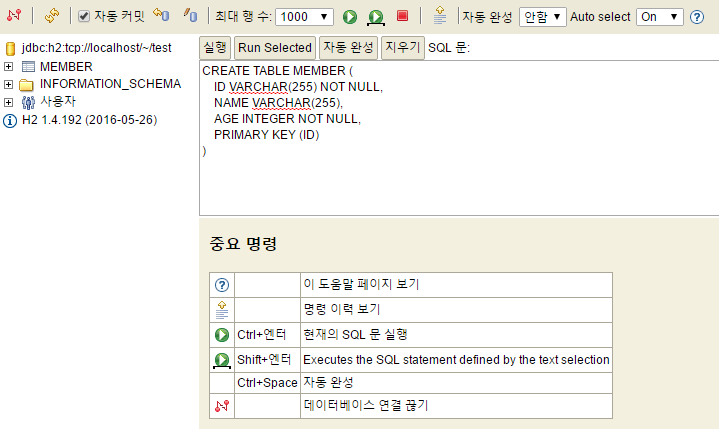 자동 커밋 최대 행 수: 1000 자동 완성 안함 Auto select On
jdbc:h2:tcp://localhost/~/test
MEMBER
INFORMATION_SCHEMA
사용자
H2 1.4.192 (2016-05-26)
실행 Run Selected 자동 완성 지우기 SQL 문:
CREATE TABLE MEMBER (
ID VARCHAR(255) NOT NULL,
NAME VARCHAR(255),
AGE INTEGER NOT NULL,
PRIMARY KEY (ID)
)
중요 명령
이 도움말 페이지 보기
명령 이력 보기
Ctrl+엔터 현재의 SQL 문 실행
Shift+엔터 Executes the SQL statement defined by the text selection
Ctrl+Space 자동 완성
데이터베이스 연결 끊기